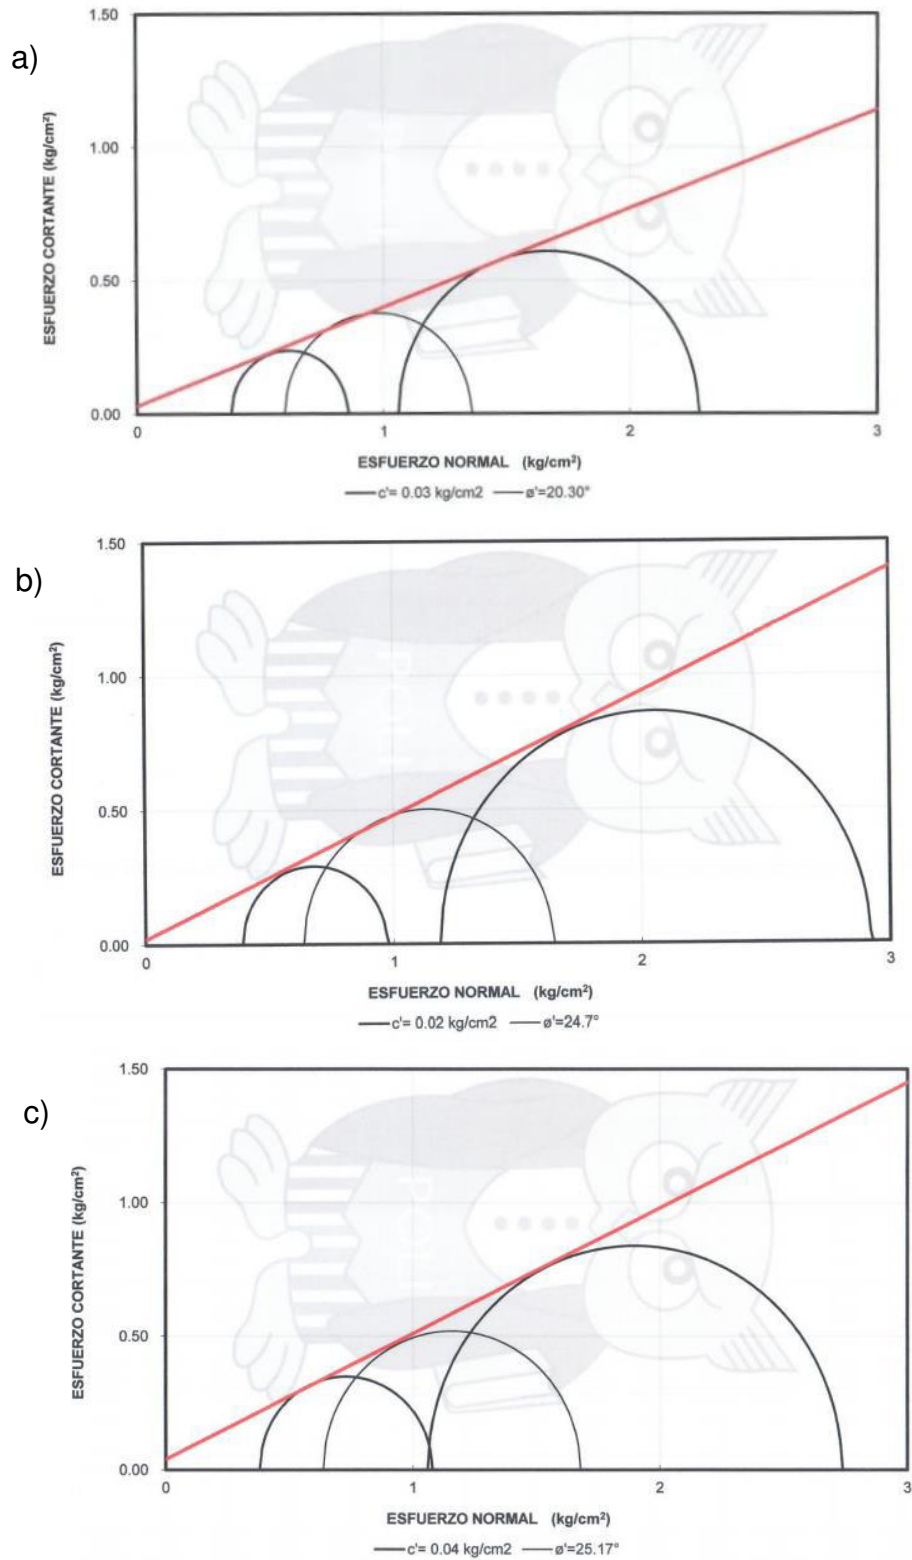 a)
1.50
1.00
0.50
0.00
ESFUERZO CORTANTE (kg/cm²)
0 1 2 3
ESFUERZO NORMAL (kg/cm²)
c'= 0.03 kg/cm2 ø'=20.30°
b)
1.50
1.00
0.50
0.00
ESFUERZO CORTANTE (kg/cm²)
0 1 2 3
ESFUERZO NORMAL (kg/cm²)
c'= 0.02 kg/cm2 ø'=24.7°
c)
1.50
1.00
0.50
0.00
ESFUERZO CORTANTE (kg/cm²)
0 1 2 3
ESFUERZO NORMAL (kg/cm²)
c'= 0.04 kg/cm2 ø'=25.17°